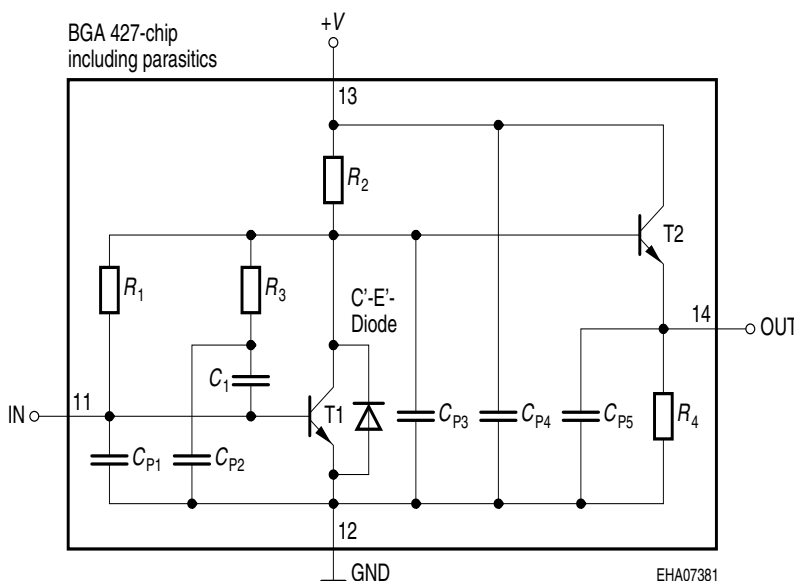 BGA 427-chip
including parasitics
+V
13
R2
T2
R1
R3
C'-E'-
Diode
14
OUT
C1
IN
11
T1
CP3
CP4
CP5
R4
CP1
CP2
12
GND
EHA07381